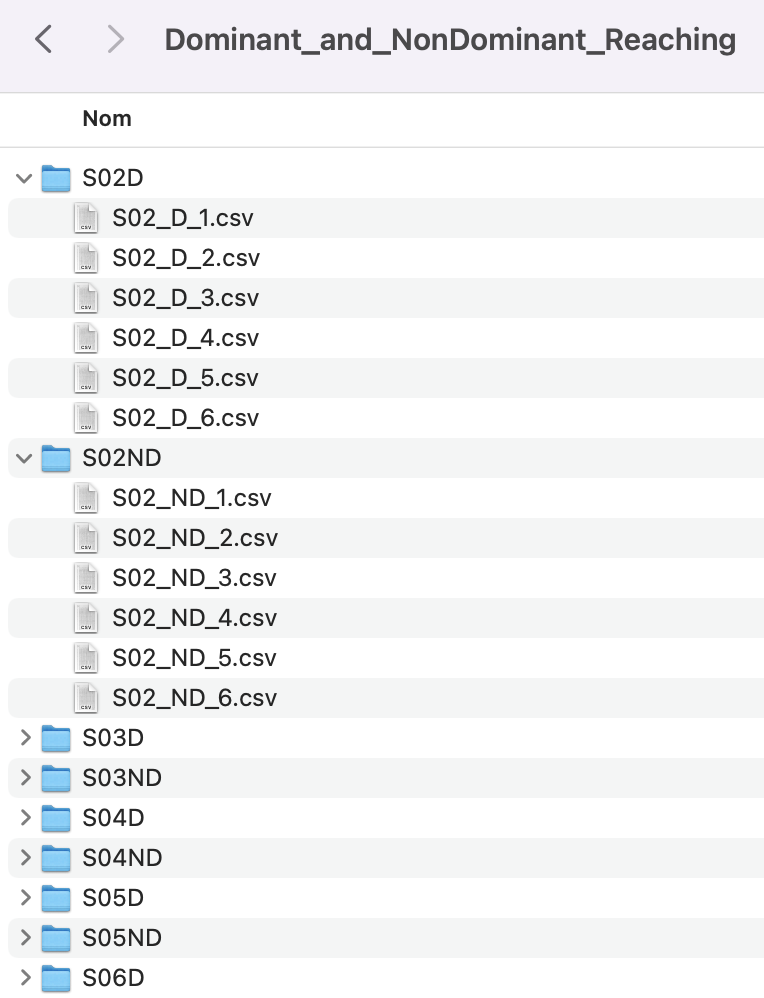 Dominant_and_NonDominant_Reaching
Nom
S02D
S02_D_1.csv
S02_D_2.csv
S02_D_3.csv
S02_D_4.csv
S02_D_5.csv
S02_D_6.csv
S02ND
S02_ND_1.csv
S02_ND_2.csv
S02_ND_3.csv
S02_ND_4.csv
S02_ND_5.csv
S02_ND_6.csv
S03D
S03ND
S04D
S04ND
S05D
S05ND
S06D